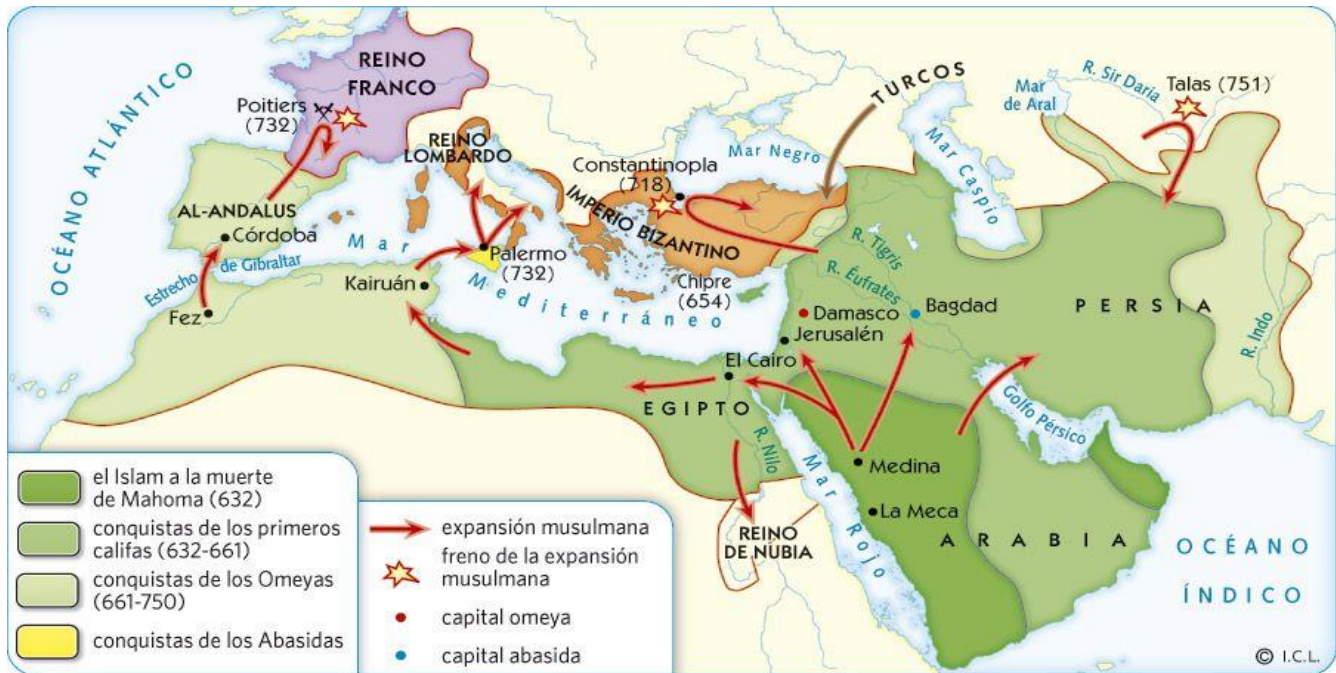 OCÉANO ATLÁNTICO
REINO
FRANCO
Poitiers
(732)
REINO
LOMBARDO
TURCOS
Mar
de Aral
R. Sir Daria
Talas (751)
Mar Caspio
Mar Negro
Constantinopla
(718)
IMPERIO BIZANTINO
AL-ANDALUS
Córdoba
Estrecho de Gibraltar
Fez
Kairuán
Mar
Mediterráneo
Palermo
(732)
Chipre
(654)
R. Tigris
R. Éufrates
Damasco
Bagdad
Jerusalén
PERSIA
R. Indo
El Cairo
EGIPTO
R. Nilo
Golfo Pérsico
Mar Rojo
Medina
La Meca
ARABIA
REINO
DE NUBIA
OCÉANO
ÍNDICO
el Islam a la muerte
de Mahoma (632)
conquistas de los primeros
califas (632-661)
conquistas de los Omeyas
(661-750)
conquistas de los Abasidas
expansión musulmana
freno de la expansión
musulmana
capital omeya
capital abasida
© I.C.L.